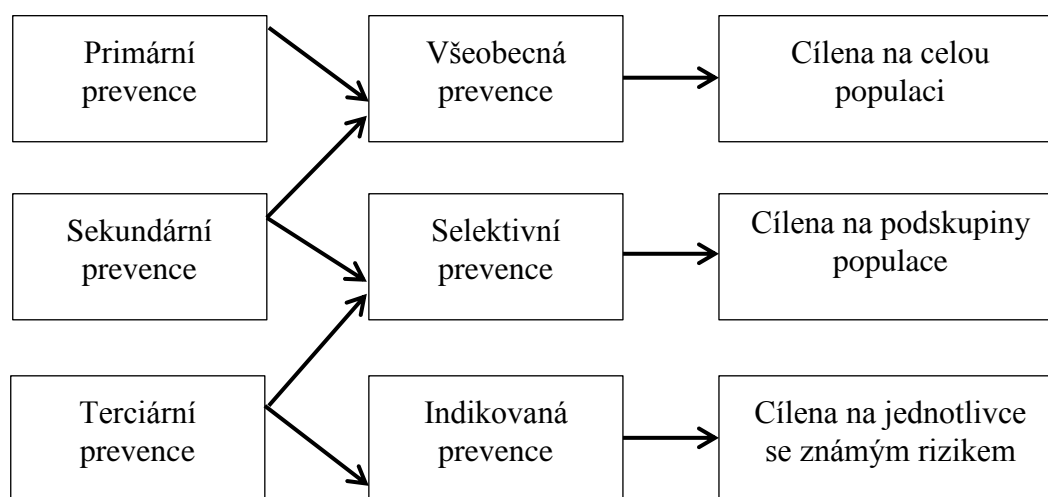 Primární
prevence
Všeobecná
prevence
Cílena na celou
populaci
Sekundární
prevence
Selektivní
prevence
Cílena na podskupiny
populace
Terciární
prevence
Indikovaná
prevence
Cílena na jednotlivce
se známým rizikem